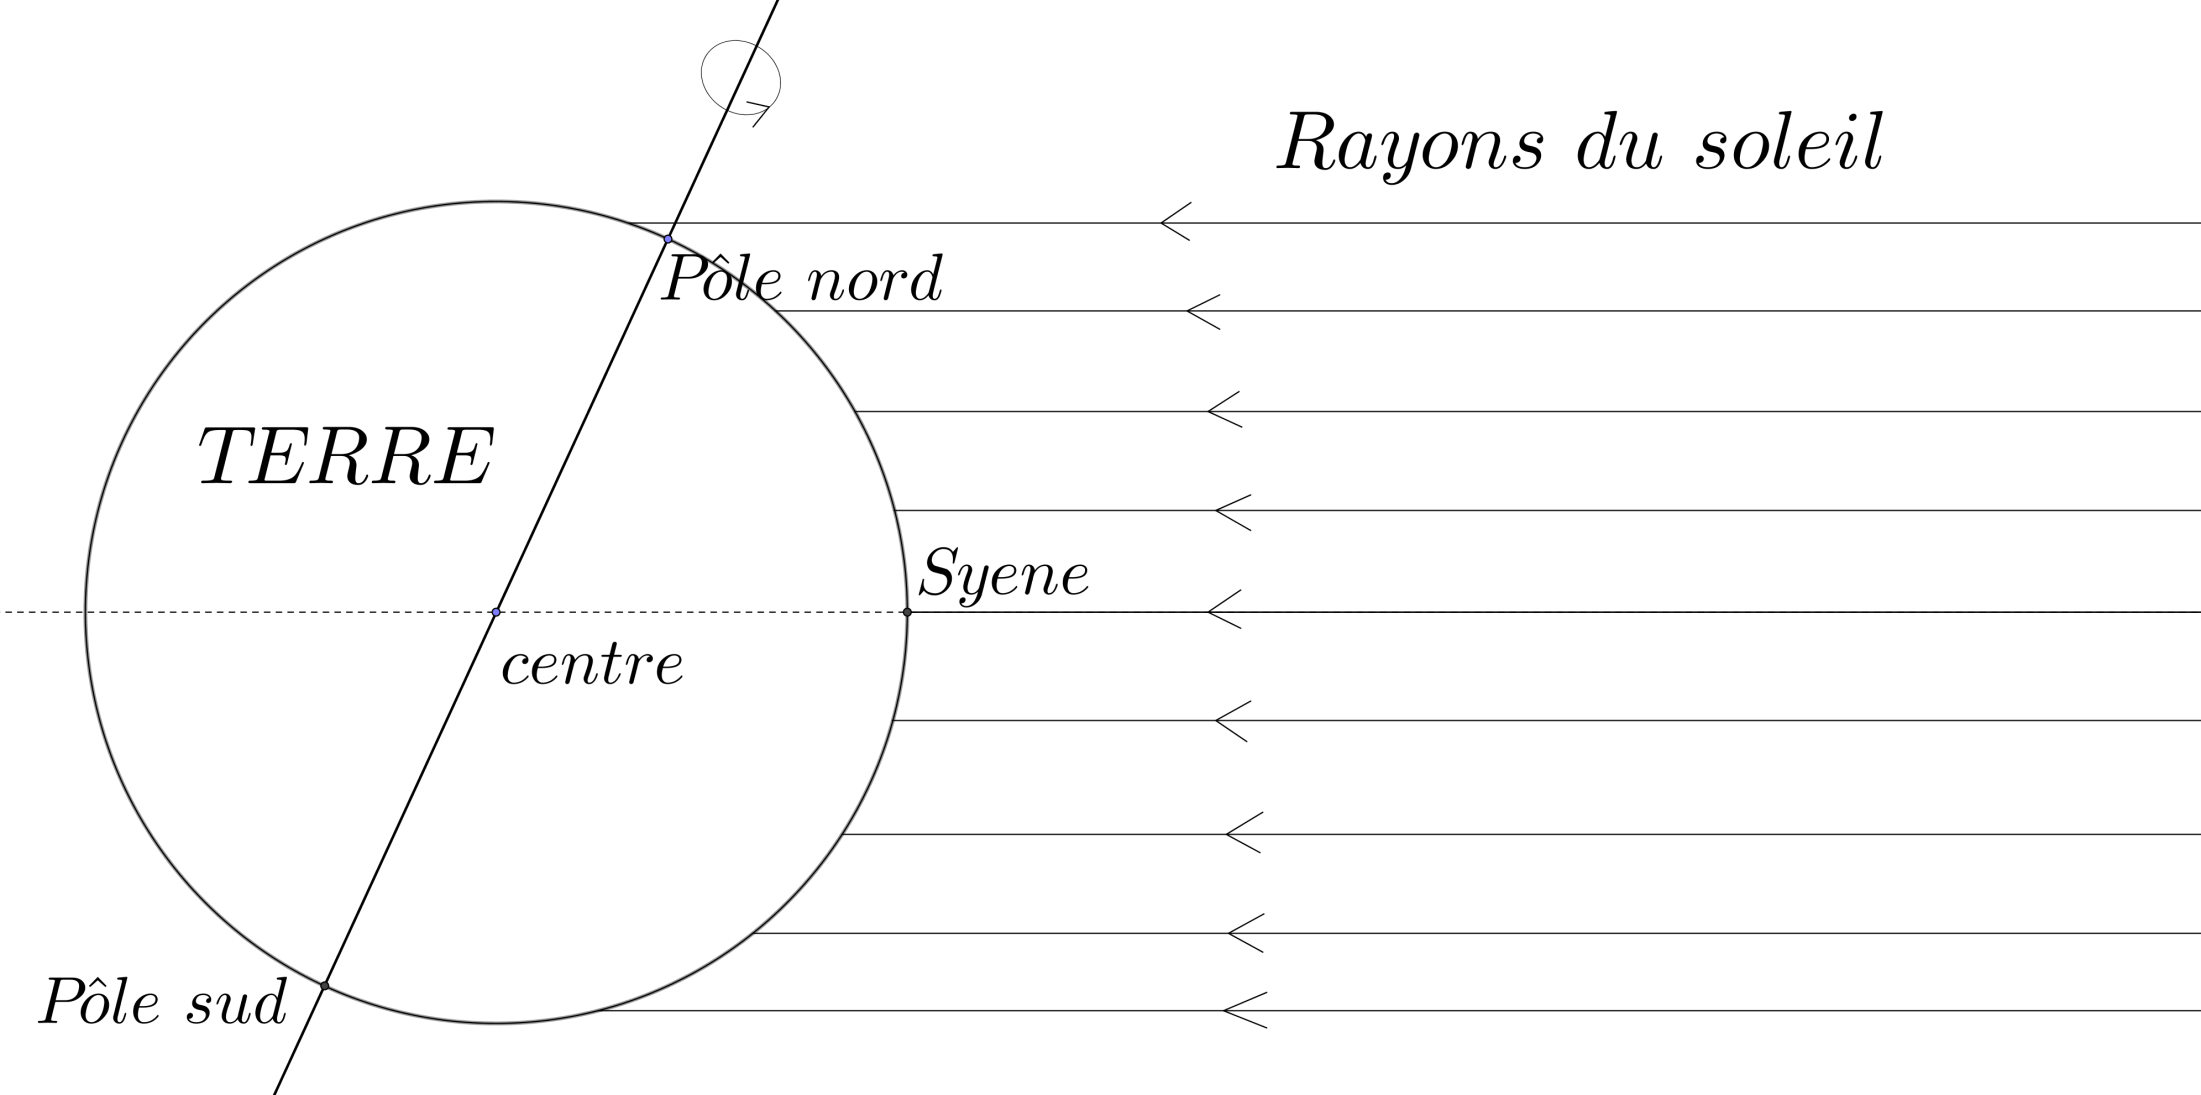 Rayons du soleil
Pôle nord
TERRE
Syene
centre
Pôle sud